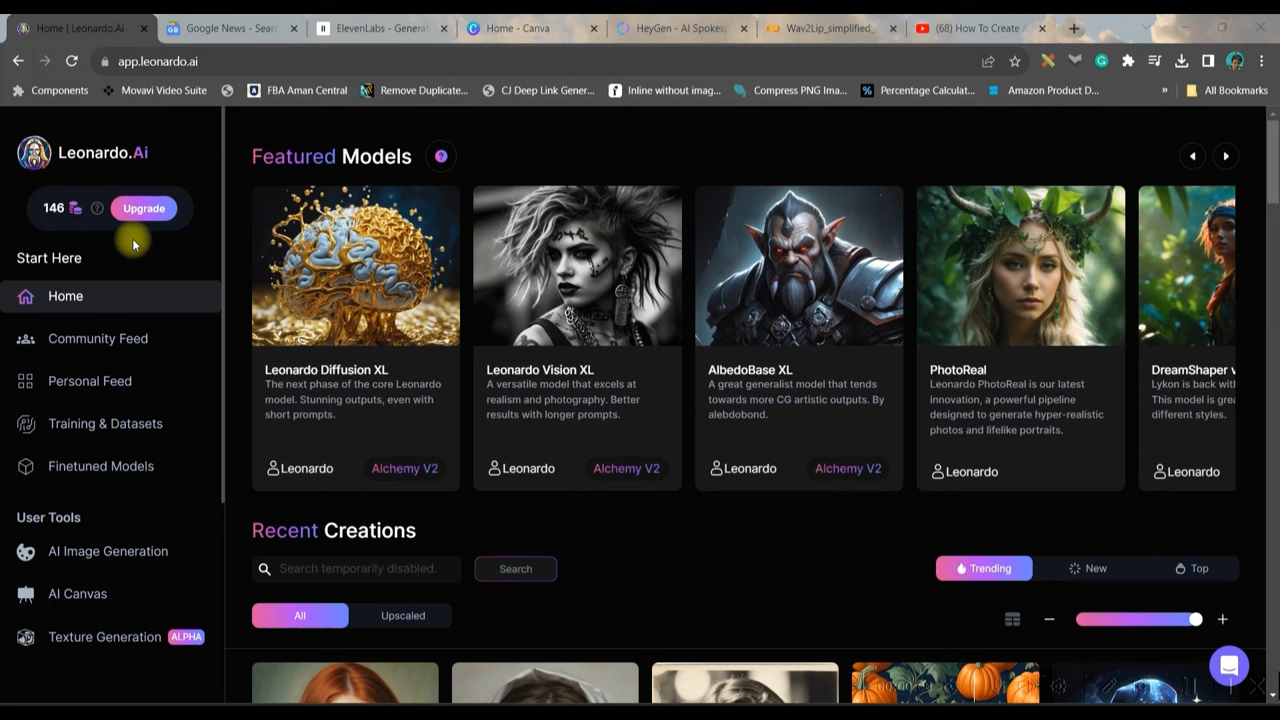 Home | Leonardo.Ai
Google News - Searc
ElevenLabs - Generat
Home - Canva
HeyGen - AI Spokesp
Wav2Lip_simplified_
(68) How To Create A
app.leonardo.ai
Components
Movavi Video Suite
FBA Aman Central
Remove Duplicate...
CJ Deep Link Gener...
Inline without imag...
Compress PNG Ima...
Percentage Calculat...
Amazon Product D...
»
All Bookmarks
Leonardo.Ai
146
Upgrade
Start Here
Home
Community Feed
Personal Feed
Training & Datasets
Finetuned Models
User Tools
AI Image Generation
AI Canvas
Texture Generation ALPHA
Featured Models ?
Leonardo Diffusion XL
The next phase of the core Leonardo
model. Stunning outputs, even with
short prompts.
Leonardo
Alchemy V2
Leonardo Vision XL
A versatile model that excels at
realism and photography. Better
results with longer prompts.
Leonardo
Alchemy V2
AlbedoBase XL
A great generalist model that tends
towards more CG artistic outputs. By
alebdobond.
Leonardo
Alchemy V2
PhotoReal
Leonardo PhotoReal is our latest
innovation, a powerful pipeline
designed to generate hyper-realistic
photos and lifelike portraits.
Leonardo
DreamShaper v
Lykon is back with
This model is grea
different styles.
Leonardo
Recent Creations
Search temporarily disabled.
Search
Trending
New
Top
All
Upscaled